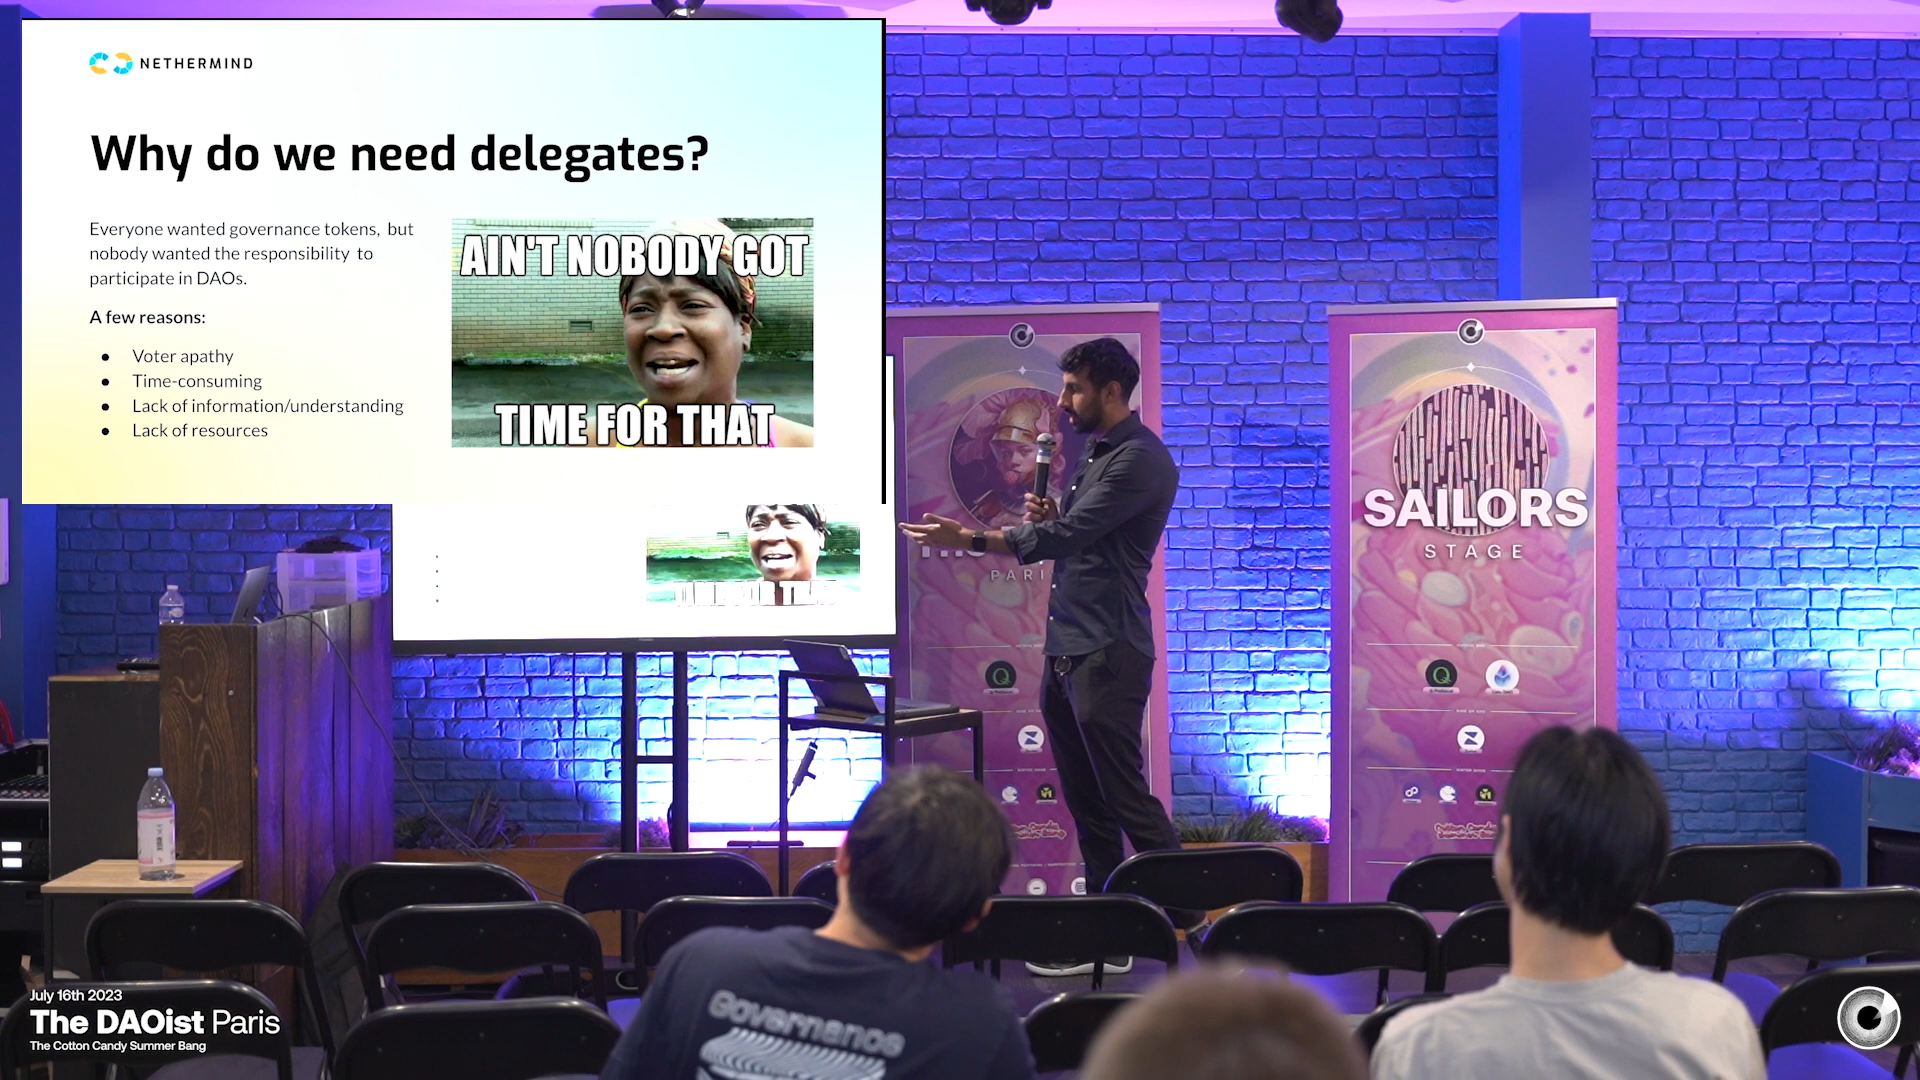 NETHERMIND
Why do we need delegates?
Everyone wanted governance tokens, but
nobody wanted the responsibility to
participate in DAOs.
A few reasons:
● Voter apathy
● Time-consuming
● Lack of information/understanding
● Lack of resources
AIN'T NOBODY GOT
TIME FOR THAT
PARI
SAILORS
STAGE
Governance
July 16th 2023
The DAOist Paris
The Cotton Candy Summer Bang